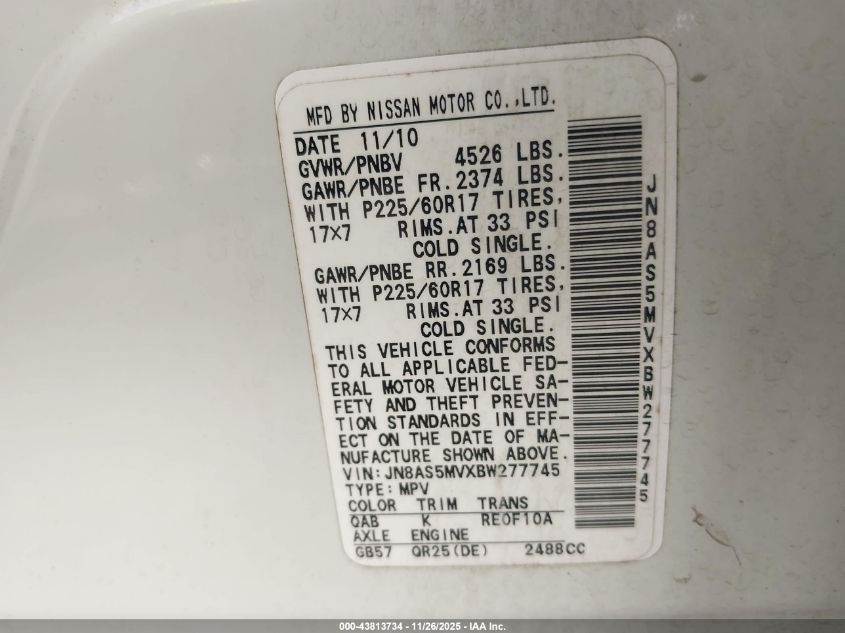 MFD BY NISSAN MOTOR CO.,LTD.
DATE 11/10
GVWR/PNBV 4526 LBS.
GAWR/PNBE FR.2374 LBS.
WITH P225/60R17 TIRES,
17X7 RIMS.AT 33 PSI
COLD SINGLE.
GAWR/PNBE RR.2169 LBS.
WITH P225/60R17 TIRES,
17X7 RIMS.AT 33 PSI
COLD SINGLE.
THIS VEHICLE CONFORMS
TO ALL APPLICABLE FED-
ERAL MOTOR VEHICLE SA-
FETY AND THEFT PREVEN-
TION STANDARDS IN EFF-
ECT ON THE DATE OF MA-
NUFACTURE SHOWN ABOVE.
VIN:JN8AS5MVXBW277745
TYPE:MPV
COLOR TRIM TRANS
QAB K RE0F10A
AXLE ENGINE
GB57 QR25(DE) 2488CC
JN8AS5MVXBW277745
000-43813734 - 11/26/2025 - IAA Inc.